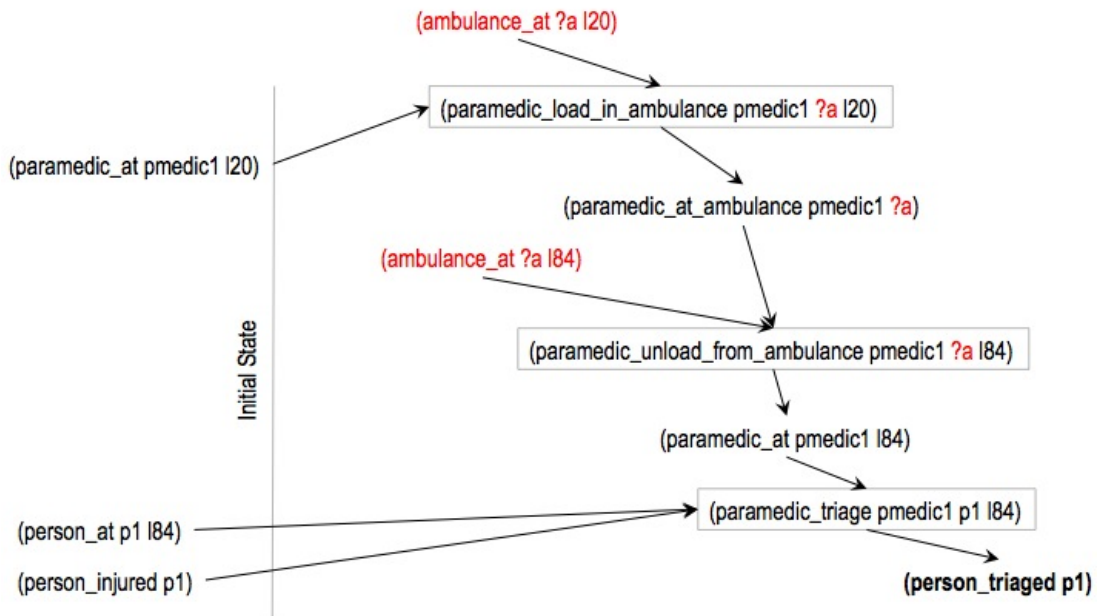 (ambulance_at ?a l20)
(paramedic_load_in_ambulance pmedic1 ?a l20)
(paramedic_at pmedic1 l20)
(paramedic_at_ambulance pmedic1 ?a)
(ambulance_at ?a l84)
Initial State
(paramedic_unload_from_ambulance pmedic1 ?a l84)
(paramedic_at pmedic1 l84)
(paramedic_triage pmedic1 p1 l84)
(person_at p1 l84)
(person_injured p1)
(person_triaged p1)